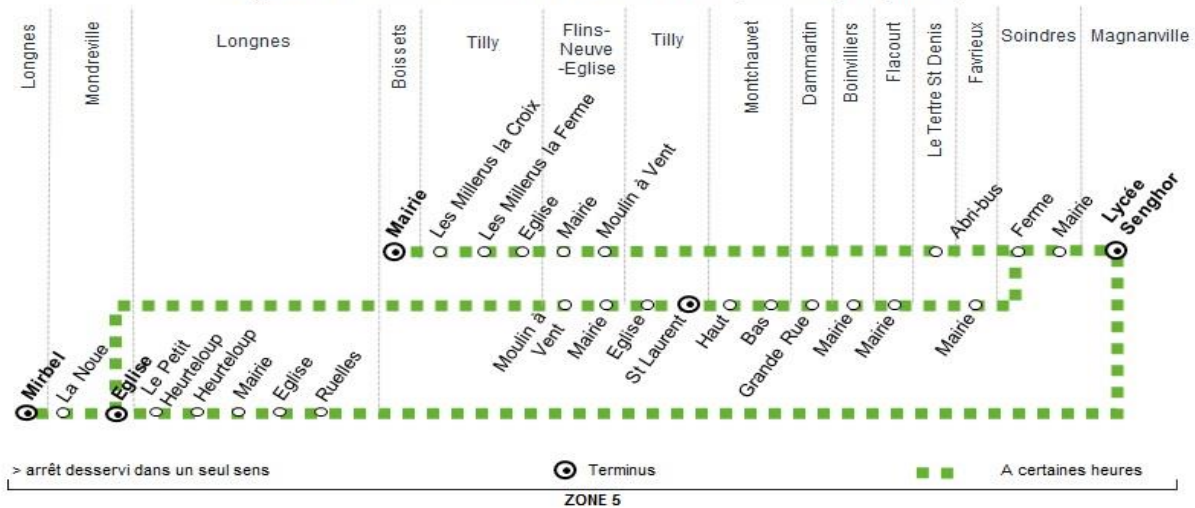 Longnes
Mondreville
Longnes
Boissets
Tilly
Flins-
Neuve
-Eglise
Tilly
Montchauvet
Dammartin
Boinvilliers
Flacourt
Le Tertre St Denis
Favrieux
Soindres
Magnanville
Mairie
Les Millerus la Croix
Les Millerus la Ferme
Eglise
Mairie
Moulin à Vent
Abri-bus
Ferme
Mairie
Lycée
Senghor
Moulin à
Vent
Mairie
Eglise
St Laurent
Haut
Bas
Grande Rue
Mairie
Mairie
Mairie
Mirbel
La Noue
Eglise
Le Petit
Heurteloup
Heurteloup
Mairie
Eglise
Ruelles
> arrêt desservi dans un seul sens
Terminus
A certaines heures
ZONE 5